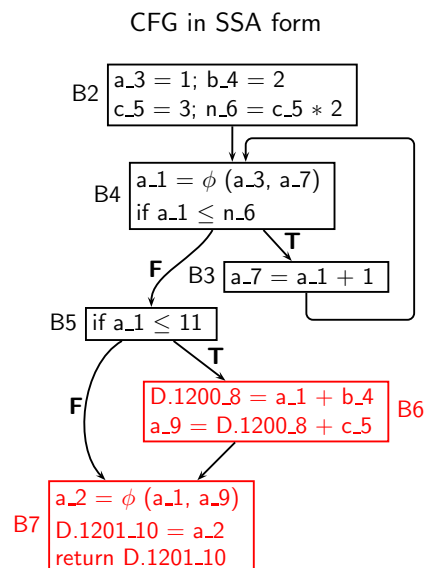 CFG in SSA form
B2
a_3 = 1; b_4 = 2
c_5 = 3; n_6 = c_5 * 2
B4
a_1 = ϕ (a_3, a_7)
if a_1 ≤ n_6
F
T
B3
a_7 = a_1 + 1
B5
if a_1 ≤ 11
F
T
D.1200_8 = a_1 + b_4
a_9 = D.1200_8 + c_5
B6
B7
a_2 = ϕ (a_1, a_9)
D.1201_10 = a_2
return D.1201_10